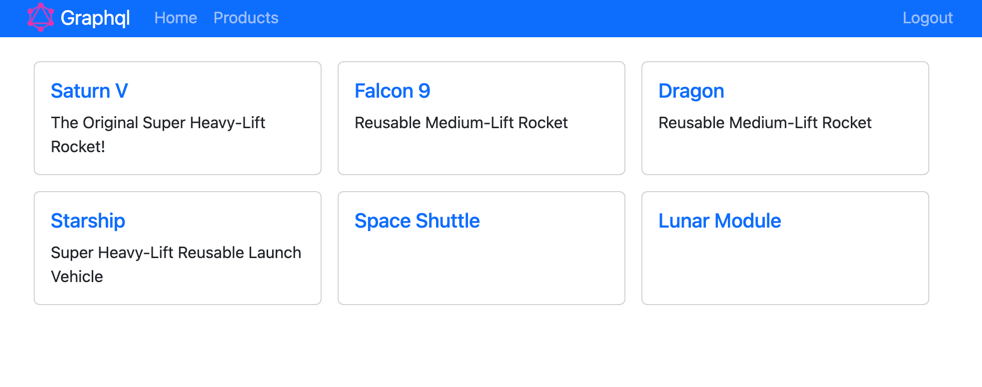 Graphql Home Products Logout
Saturn V
The Original Super Heavy-Lift
Rocket!
Falcon 9
Reusable Medium-Lift Rocket
Dragon
Reusable Medium-Lift Rocket
Starship
Super Heavy-Lift Reusable Launch
Vehicle
Space Shuttle
Lunar Module